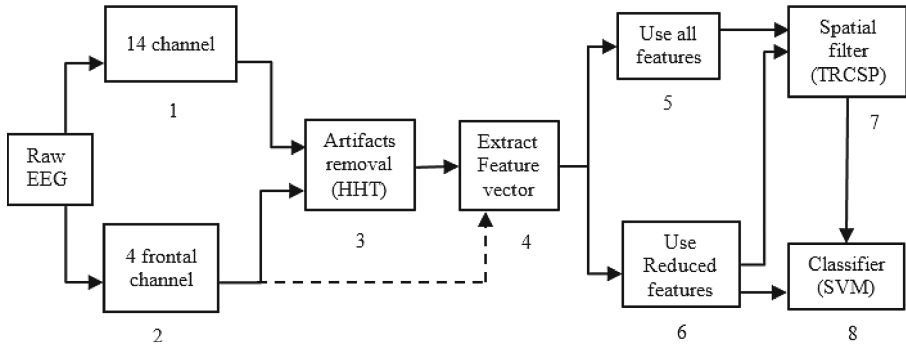 Raw
EEG
14 channel
1
4 frontal
channel
2
Artifacts
removal
(HHT)
3
Extract
Feature
vector
4
Use all
features
5
Use
Reduced
features
6
Spatial
filter
(TRCSP)
7
Classifier
(SVM)
8